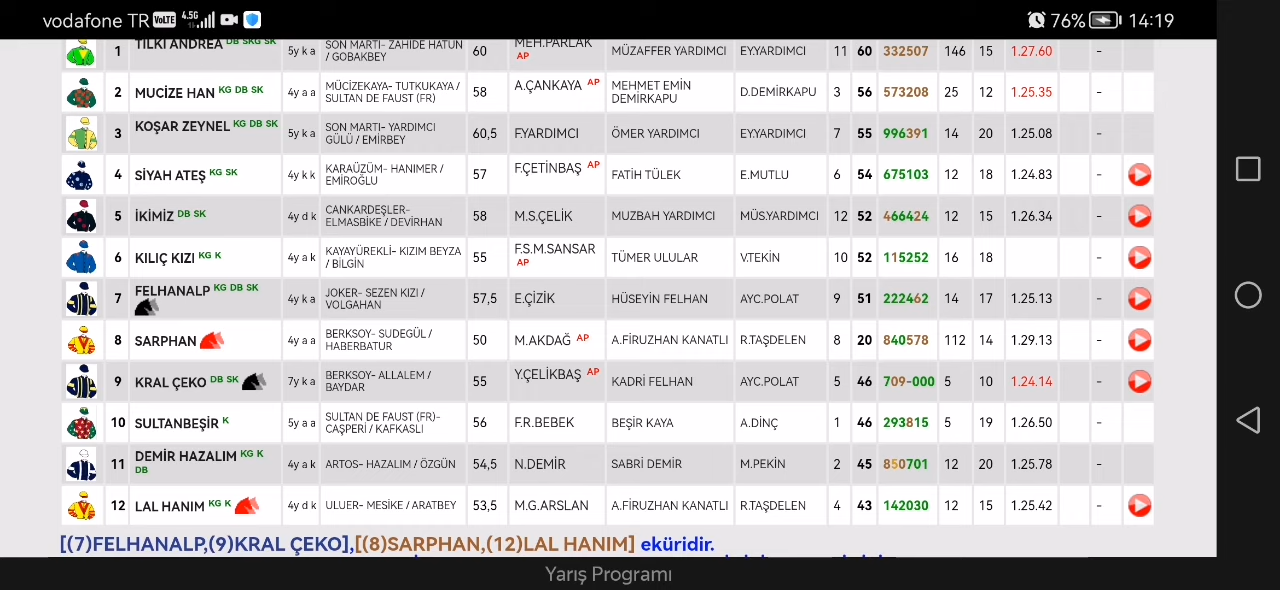 vodafone TR VoLTE 4.5G 76% 14:19
1 TILKI ANDREA DB SKG SK 5y k a SON MARTI- ZAHİDE HATUN / GOBAKBEY 60 MEH.PARLAK AP MÜZAFFER YARDIMCI EY.YARDIMCI 11 60 332507 146 15 1.27.60 -
2 MUCİZE HAN KG DB SK 4y a a MÜCİZEKAYA- TUTKUKAYA / SULTAN DE FAUST (FR) 58 A.ÇANKAYA AP MEHMET EMİN DEMİRKAPU D.DEMİRKAPU 3 56 573208 25 12 1.25.35 -
3 KOŞAR ZEYNEL KG DB SK 5y k a SON MARTI- YARDIMCI GÜLÜ / EMİRBEY 60,5 F.YARDIMCI ÖMER YARDIMCI EY.YARDIMCI 7 55 996391 14 20 1.25.08 -
4 SİYAH ATEŞ KG SK 4y k k KARAÜZÜM- HANIMER / EMİROĞLU 57 F.ÇETİNBAŞ AP FATİH TÜLEK E.MUTLU 6 54 675103 12 18 1.24.83 -
5 İKİMİZ DB SK 4y d k CANKARDEŞLER- ELMASBİKE / DEVİRHAN 58 M.S.ÇELİK MUZBAH YARDIMCI MÜS.YARDIMCI 12 52 466424 12 15 1.26.34 -
6 KILIÇ KIZI KG K 4y a k KAYAYÜREKLİ- KIZIM BEYZA / BİLGİN 55 F.S.M.SANSAR AP TÜMER ULULAR V.TEKİN 10 52 115252 16 18 -
7 FELHANALP KG DB SK 4y k a JOKER- SEZEN KIZI / VOLGAHAN 57,5 E.ÇİZİK HÜSEYİN FELHAN AYC.POLAT 9 51 222462 14 17 1.25.13 -
8 SARPHAN 4y a a BERKSOY- SUDEGÜL / HABERBATUR 50 M.AKDAĞ AP A.FİRUZHAN KANATLI R.TAŞDELEN 8 20 840578 112 14 1.29.13 -
9 KRAL ÇEKO DB SK 7y k a BERKSOY- ALLALEM / BAYDAR 55 Y.ÇELİKBAŞ AP KADRİ FELHAN AYC.POLAT 5 46 709-000 5 10 1.24.14 -
10 SULTANBEŞİR K 5y a a SULTAN DE FAUST (FR)- CAŞPERİ / KAFKASLI 56 F.R.BEBEK BEŞİR KAYA A.DİNÇ 1 46 293815 5 19 1.26.50 -
11 DEMİR HAZALIM KG K DB 4y a k ARTOS- HAZALIM / ÖZGÜN 54,5 N.DEMİR SABRİ DEMİR M.PEKİN 2 45 850701 12 20 1.25.78 -
12 LAL HANIM KG K 4y d k ULUER- MESİKE / ARATBEY 53,5 M.G.ARSLAN A.FİRUZHAN KANATLI R.TAŞDELEN 4 43 142030 12 15 1.25.42 -
[(7)FELHANALP,(9)KRAL ÇEKO],[(8)SARPHAN,(12)LAL HANIM] eküridir.
Yarış Programı